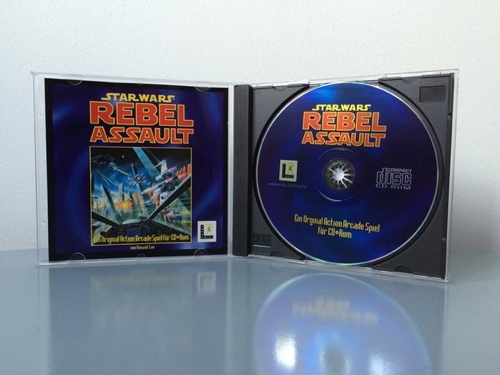 STAR WARS
REBEL
ASSAULT
Ein Original Action Arcade Spiel für CD-Rom
STAR WARS
REBEL
ASSAULT
COMPACT
disc
CD-ROM
Ein Original Action Arcade Spiel
für CD-Rom